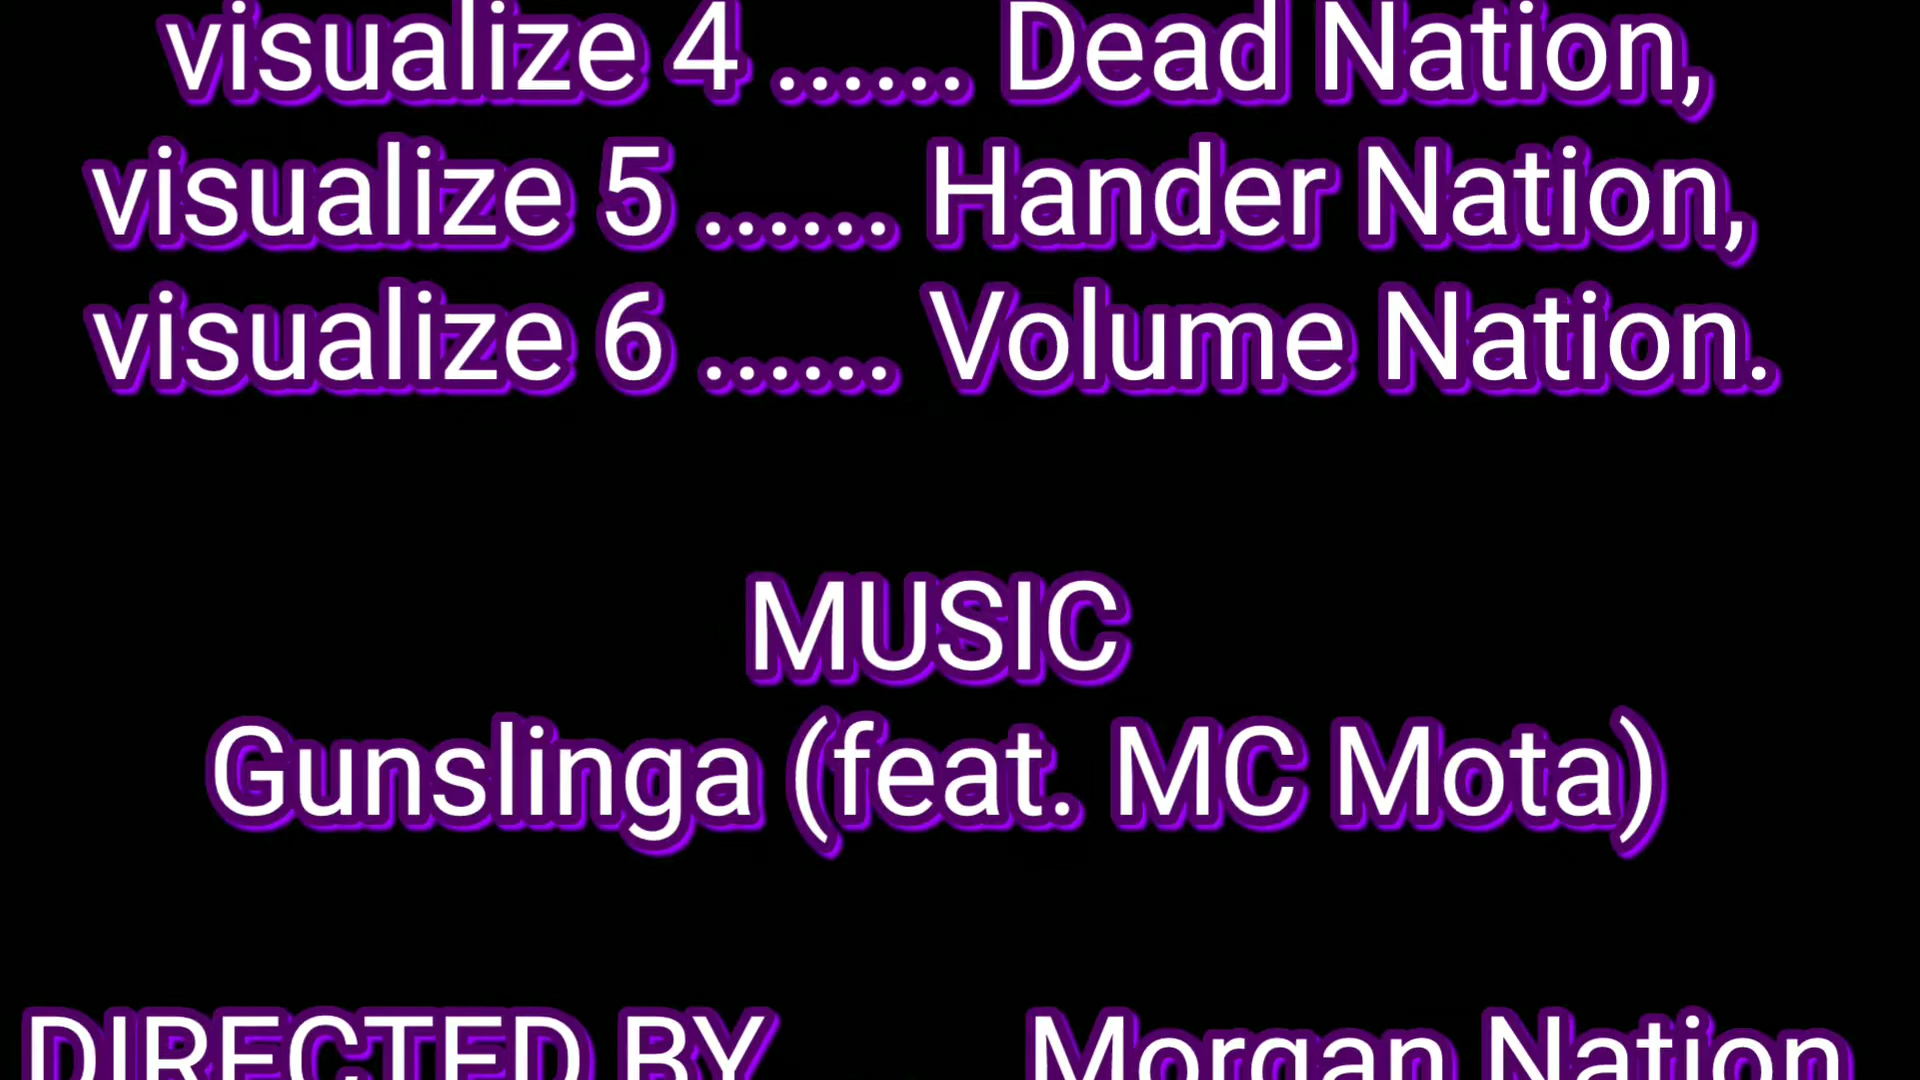 visualize 4 ...... Dead Nation,
visualize 5 ...... Hander Nation,
visualize 6 ...... Volume Nation.
MUSIC
Gunslinga (feat. MC Mota)
DIRECTED BY Morgan Nation